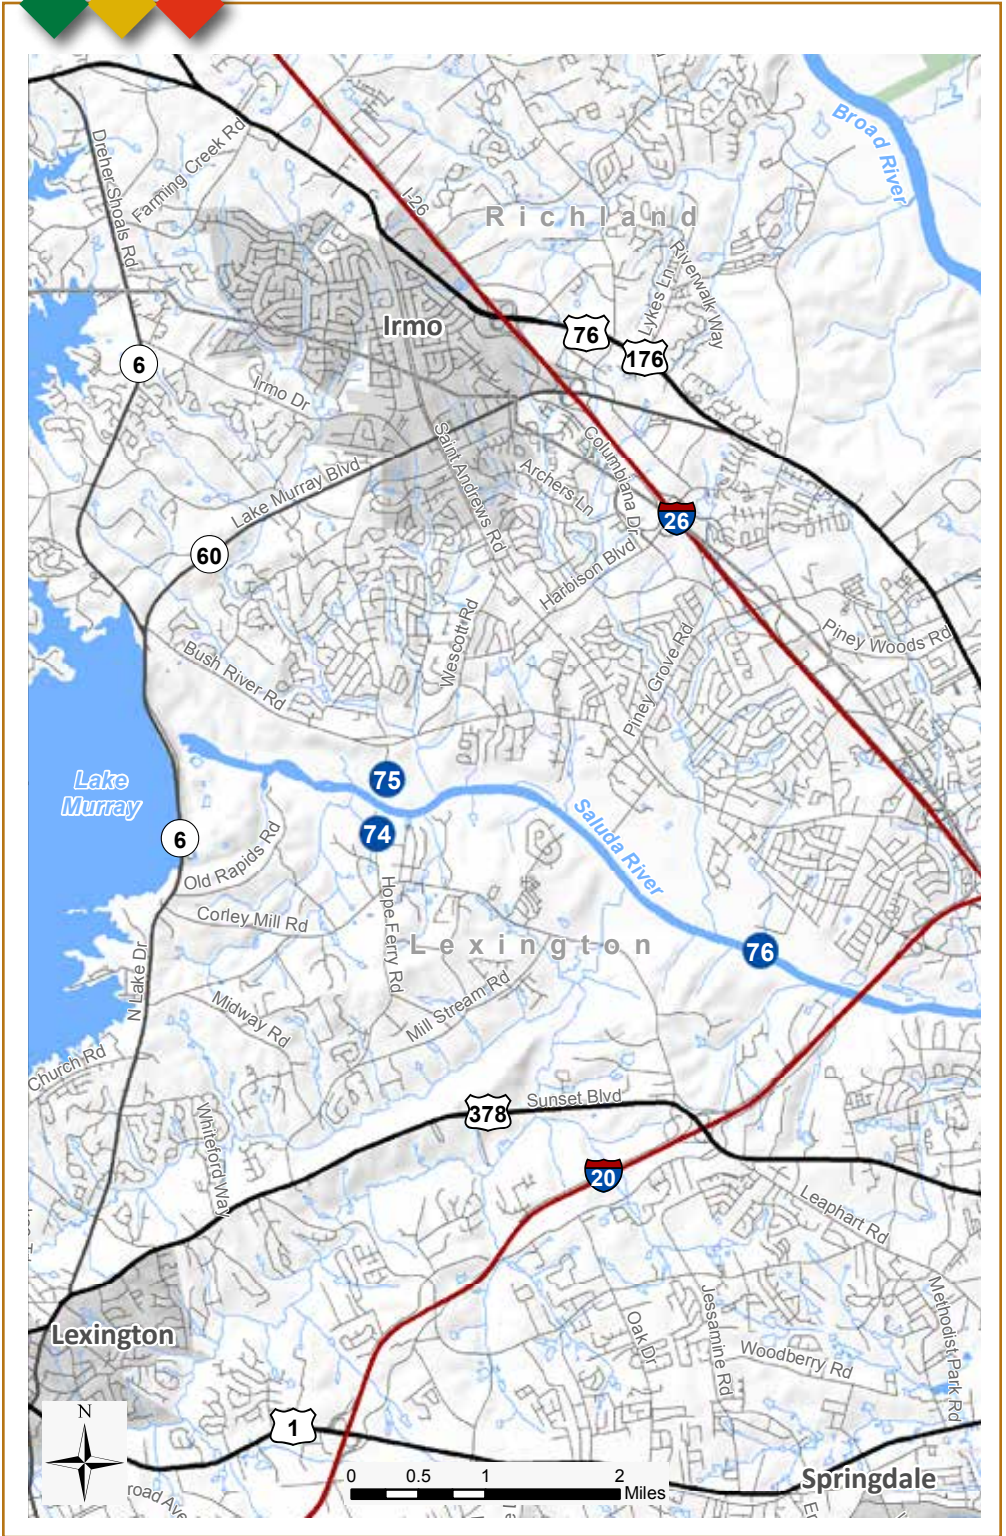 Broad River
Dreher Shoals Rd
Farming Creek Rd
I-26
Richland
Riverwalk Way
Lykes Ln
Irmo
76
176
6
Irmo Dr
Columbiana Dr
Saint Andrews Rd
Archers Ln
Lake Murray Blvd
26
60
Harbison Blvd
Wescott Rd
Piney Grove Rd
Piney Woods Rd
Bush River Rd
Lake
Murray
75
74
6
Saluda River
Old Rapids Rd
Hope Ferry Rd
Corley Mill Rd
Lexington
76
N Lake Dr
Midway Rd
Mill Stream Rd
Church Rd
378
Sunset Blvd
Whiteford Way
20
Leaphart Rd
Lexington
Oak Dr
Jessamine Rd
Methodist Park Rd
Woodberry Rd
N
1
0 0.5 1 2
Miles
Springdale
road Ave